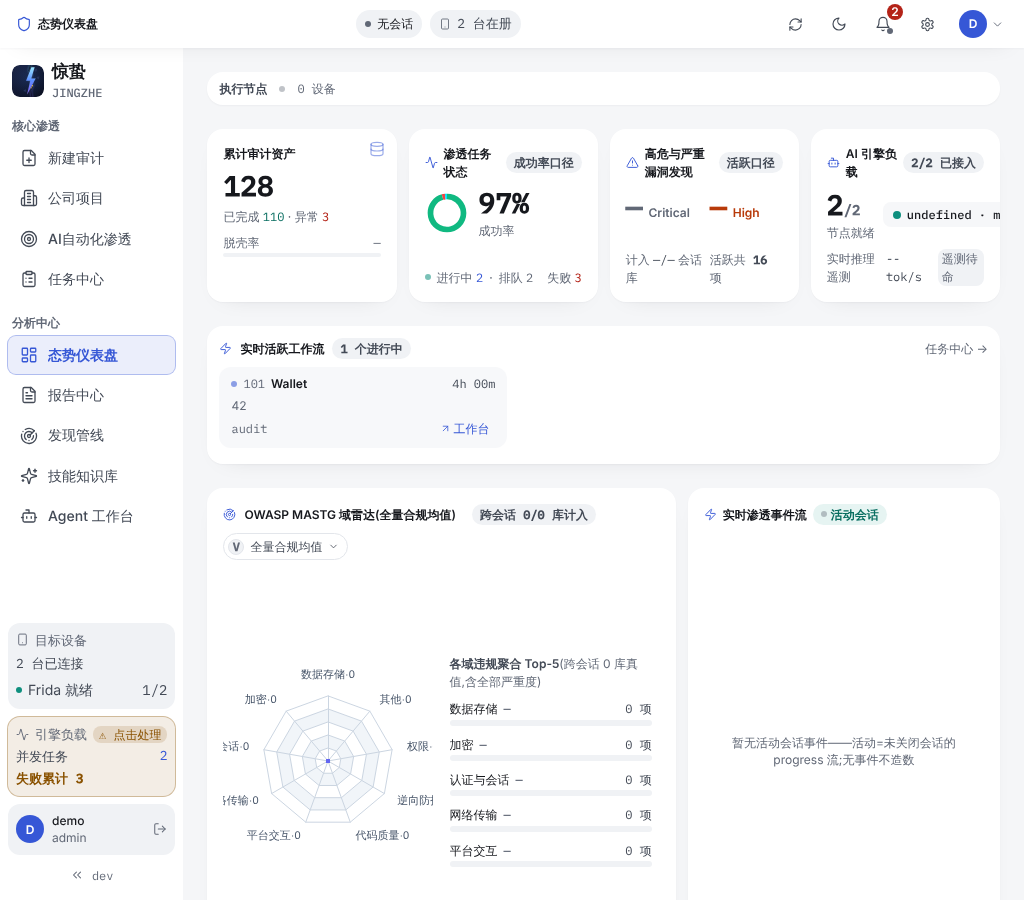 态势仪表盘
无会话
2 台在册
2
D
惊蛰
JINGZHE
核心渗透
新建审计
公司项目
AI自动化渗透
任务中心
分析中心
态势仪表盘
报告中心
发现管线
技能知识库
Agent 工作台
目标设备
2 台已连接
Frida 就绪 1/2
引擎负载 ⚠ 点击处理
并发任务 2
失败累计 3
D
demo
admin
dev
执行节点 0 设备
累计审计资产
128
已完成 110 · 异常 3
脱壳率 —
渗透任务
状态
成功率口径
97%
成功率
进行中 2 · 排队 2 失败 3
高危与严重
漏洞发现
活跃口径
Critical High
计入 —/— 会话
库
活跃共 16
项
AI 引擎负
载
2/2 已接入
2/2
节点就绪
undefined · m
实时推理
遥测
--
tok/s
遥测待
命
实时活跃工作流 1 个进行中
任务中心 →
101 Wallet 4h 00m
42
audit 工作台
OWASP MASTG 域雷达(全量合规均值) 跨会话 0/0 库计入
V 全量合规均值
数据存储·0
加密·0
其他·0
话·0
权限·
传输·0
逆向防
平台交互·0
代码质量·0
各域违规聚合 Top-5(跨会话 0 库真
值,含全部严重度)
数据存储 — 0 项
加密 — 0 项
认证与会话 — 0 项
网络传输 — 0 项
平台交互 — 0 项
实时渗透事件流 活动会话
暂无活动会话事件——活动=未关闭会话的
progress 流;无事件不造数